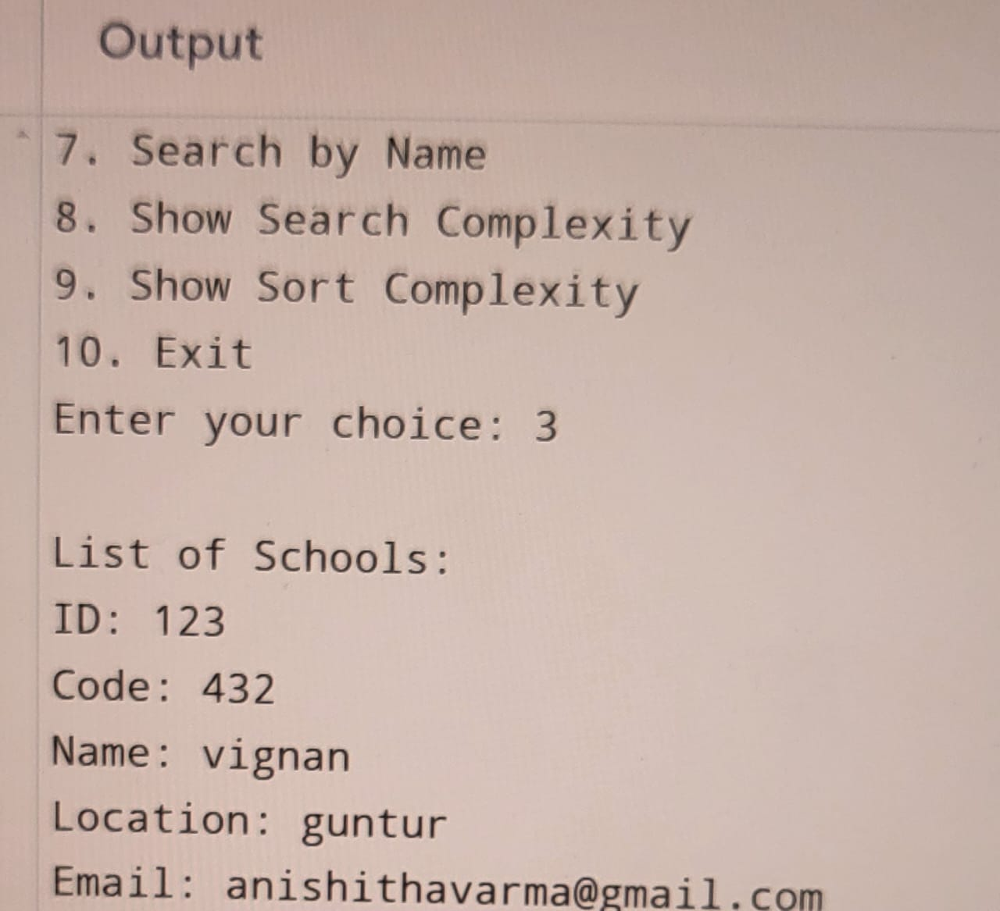 Output
7. Search by Name
8. Show Search Complexity
9. Show Sort Complexity
10. Exit
Enter your choice: 3
List of Schools:
ID: 123
Code: 432
Name: vignan
Location: guntur
Email: anishithavarma@gmail.com